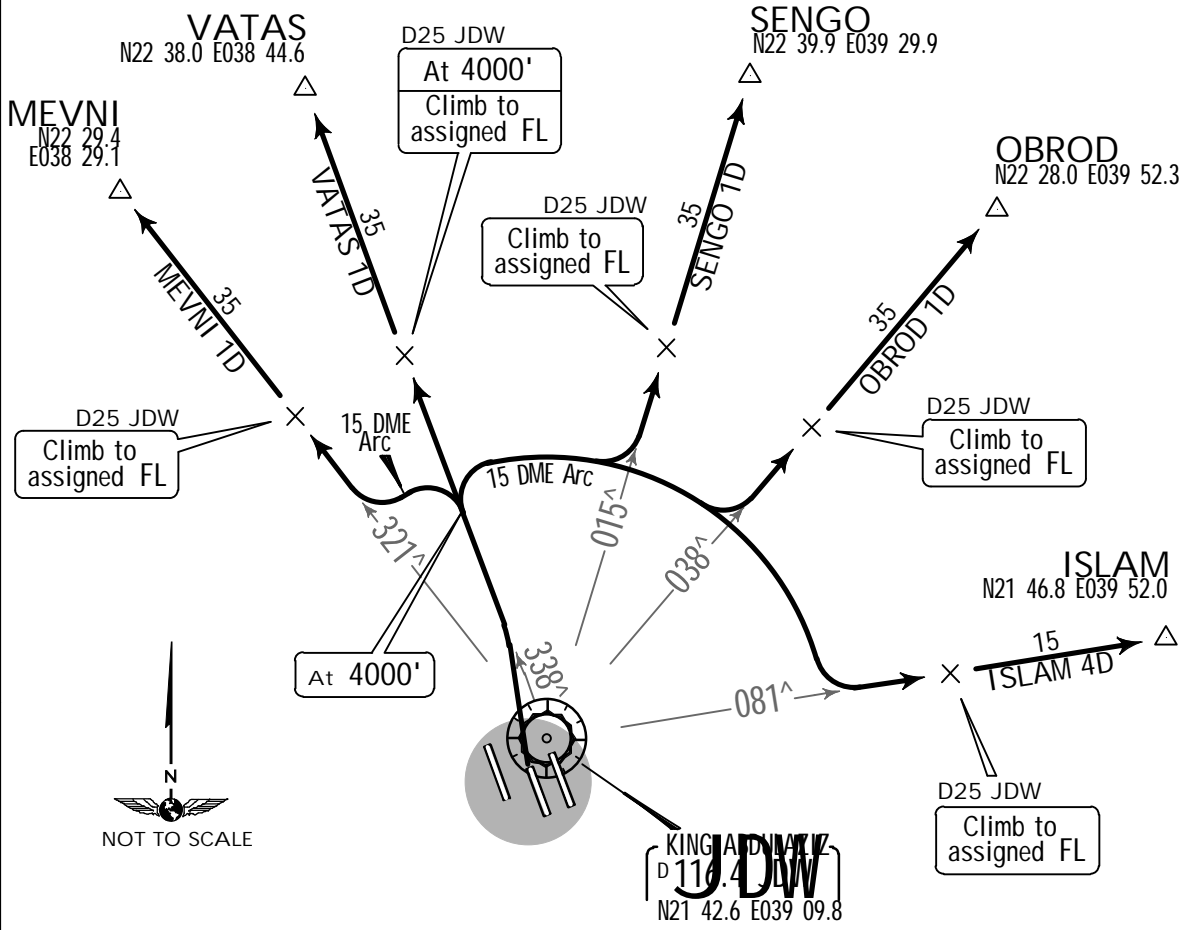 VATAS
N22 38.0 E038 44.6
D25 JDW
At 4000'
Climb to
assigned FL
SENGO
N22 39.9 E039 29.9
MEVNI
N22 29.4
E038 29.1
OBROD
N22 28.0 E039 52.3
35
VATAS 1D
D25 JDW
Climb to
assigned FL
35
SENGO 1D
35
MEVNI 1D
35
OBROD 1D
D25 JDW
Climb to
assigned FL
15 DME
Arc
D25 JDW
Climb to
assigned FL
15 DME Arc
321^
015^
038^
ISLAM
N21 46.8 E039 52.0
At 4000'
338^
081^
15
ISLAM 4D
N
NOT TO SCALE
D25 JDW
Climb to
assigned FL
KING ABDULAZIZ
JDW
D 116.4 JDW
N21 42.6 E039 09.8